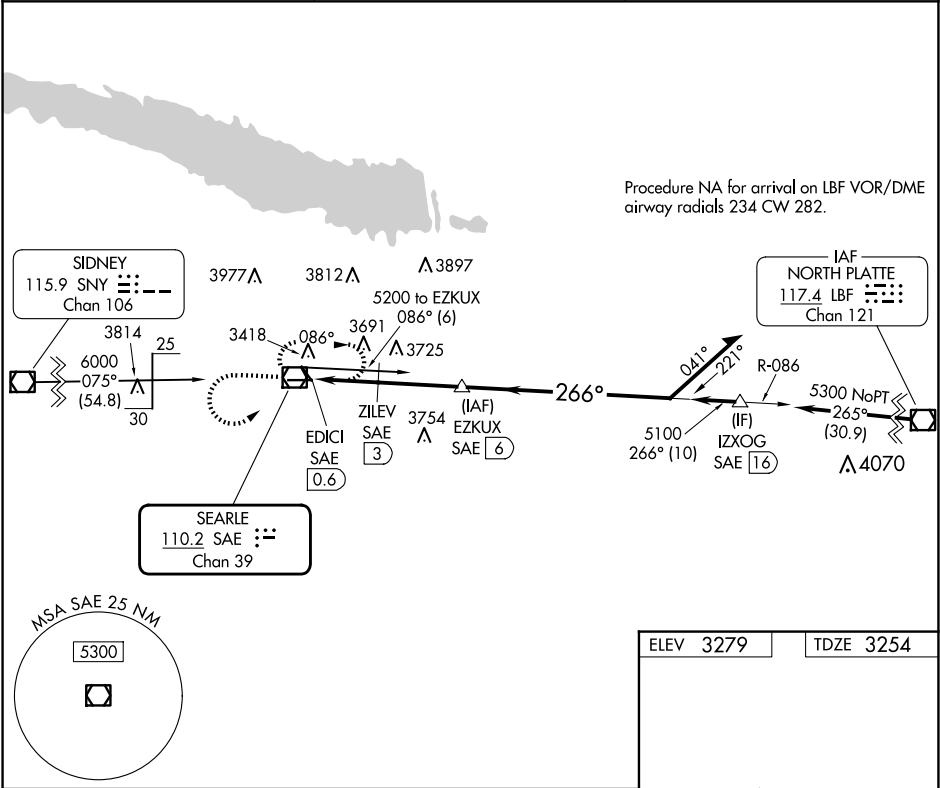 Procedure NA for arrival on LBF VOR/DME
airway radials 234 CW 282.
SIDNEY
115.9 SNY
Chan 106
3977
3812
3897
IAF
NORTH PLATTE
117.4 LBF
Chan 121
5200 to EZKUX
086° (6)
3814
25
6000
075°
(54.8)
30
3418
086°
3691
3725
041°
221°
R-086
266°
5300 NoPT
265°
(30.9)
EDICI
SAE
0.6
ZILEV
SAE
3
3754
(IAF)
EZKUX
SAE 6
5100
266° (10)
(IF)
IZXOG
SAE 16
4070
SEARLE
110.2 SAE
Chan 39
MSA SAE 25 NM
5300
ELEV 3279
TDZE 3254